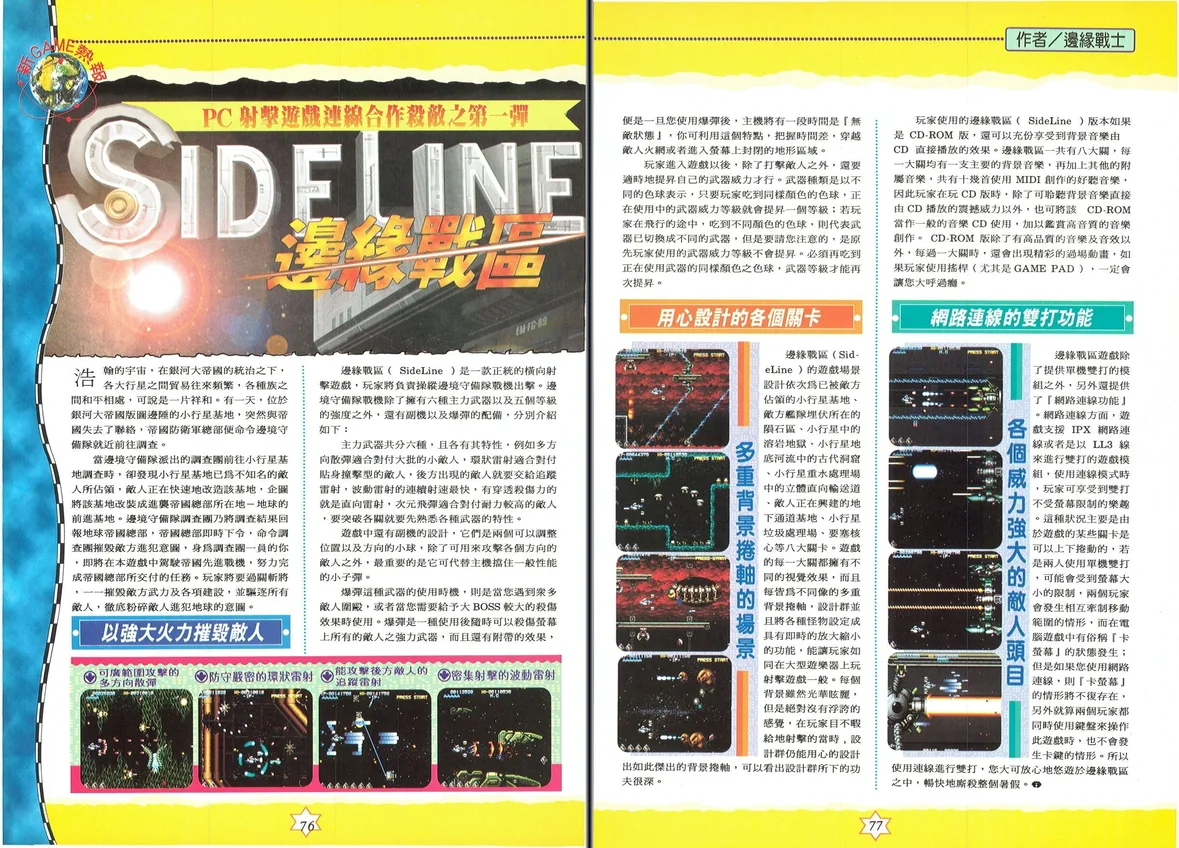 新GAME熱報
PC 射擊遊戲連線合作殺敵之第一彈
SIDELINE
邊緣戰區
浩瀚的宇宙，在銀河大帝國的統治之下，
各大行星之間貿易往來頻繁，各種族之
間和平相處，可說是一片祥和。有一天，位於
銀河大帝國版圖邊陲的小行星基地，突然與帝
國失去了聯絡，帝國防衛軍總部便命令邊境守
備隊就近前往調查。
當邊境守備隊派出的調查團前往小行星基
地調查時，卻發現小行星基地已爲不知名的敵
人所佔領，敵人正在快速地改造該基地，企圖
將該基地改裝成進襲帝國總部所在地－地球的
前進基地。邊境守備隊調查團乃將調查結果回
報地球帝國總部，帝國總部即時下令，命令調
查團摧毀敵方進犯意圖，身爲調查團一員的你
，即將在本遊戲中駕駛帝國先進戰機，努力完
成帝國總部所交付的任務。玩家將要過關斬將
，一一摧毀敵方武力及各項建設，並驅逐所有
敵人，徹底粉碎敵人進犯地球的意圖。
以強大火力摧毀敵人
邊緣戰區（ SideLine ）是一款正統的橫向射
擊遊戲，玩家將負責操縱邊境守備隊戰機出擊。邊
境守備隊戰機除了擁有六種主力武器以及五個等級
的強度之外，還有副機以及爆彈的配備，分別介紹
如下：
主力武器共分六種，且各有其特性，例如多方
向散彈適合對付大批的小敵人，環狀雷射適合對付
貼身撞擊型的敵人，後方出現的敵人就要交給追蹤
雷射，波動雷射的連續射速最快，有穿透殺傷力的
就是直向雷射，次元飛彈適合對付耐力較高的敵人
，要突破各關就要先熟悉各種武器的特性。
遊戲中還有副機的設計，它們是兩個可以調整
位置以及方向的小球，除了可用來攻擊各個方向的
敵人之外，最重要的是它可代替主機擋住一般性能
的小子彈。
爆彈這種武器的使用時機，則是當您遇到衆多
敵人圍毆，或者當您需要給予大 BOSS 較大的殺傷
效果時使用。爆彈是一種使用後隨時可以殺傷螢幕
上所有的敵人之強力武器，而且還有附帶的效果，
可廣範圍攻擊的
多方向散彈
防守嚴密的環狀雷射
能攻擊後方敵人的
追蹤雷射
密集射擊的波動雷射
76
作者／邊緣戰士
便是一旦您使用爆彈後，主機將有一段時間是『無
敵狀態』，你可利用這個特點，把握時間差，穿越
敵人火網或者進入螢幕上封閉的地形區域。
玩家進入遊戲以後，除了打擊敵人之外，還要
適時地提昇自己的武器威力才行。武器種類是以不
同的色球表示，只要玩家吃到同樣顏色的色球，正
在使用中的武器威力等級就會提昇一個等級；若玩
家在飛行的途中，吃到不同顏色的色球，則代表武
器已切換成不同的武器，但是要請您注意的，是原
先玩家使用的武器威力等級不會提昇。必須再吃到
正在使用武器的同樣顏色之色球，武器等級才能再
次提昇。
用心設計的各個關卡
多重背景捲軸的場景
邊緣戰區（ Sid-
eLine ）的遊戲場景
設計依次爲已被敵方
佔領的小行星基地、
敵方艦隊埋伏所在的
隕石區、小行星中的
溶岩地獄、小行星地
底河流中的古代洞窟
、小行星重水處理場
中的立體直向輸送道
、敵人正在興建的地
下通道基地、小行星
垃圾處理場、要塞核
心等八大關卡。遊戲
的每一大關都擁有不
同的視覺效果，而且
每皆爲不同像的多重
背景捲軸，設計群並
且將各種怪物設定成
具有即時的放大縮小
的功能，能讓玩家如
同在大型遊樂器上玩
射擊遊戲一般。每個
背景雖然光華眩麗，
但是絕對沒有浮誇的
感覺，在玩家目不暇
給地射擊的當時，設
計群仍能用心的設計
出如此傑出的背景捲軸，可以看出設計群所下的功
夫很深。
玩家使用的邊緣戰區（ SideLine ）版本如果
是 CD-ROM 版，還可以充份享受到背景音樂由
CD 直接播放的效果。邊緣戰區一共有八大關，每
一大關均有一支主要的背景音樂，再加上其他的附
屬音樂，共有十幾首使用 MIDI 創作的好聽音樂，
因此玩家在玩 CD 版時，除了可聆聽背景音樂直接
由 CD 播放的震撼威力以外，也可將該 CD-ROM
當作一般的音樂 CD 使用，加以鑑賞高音質的音樂
創作。 CD-ROM 版除了有高品質的音樂及音效以
外，每過一大關時，還會出現精彩的過場動畫，如
果玩家使用搖桿（尤其是 GAME PAD ），一定會
讓您大呼過癮。
網路連線的雙打功能
各個威力強大的敵人頭目
邊緣戰區遊戲除
了提供單機雙打的模
組之外，另外還提供
了『網路連線功能』
。網路連線方面，遊
戲支援 IPX 網路連
線或者是以 LL3 線
來進行雙打的遊戲模
組，使用連線模式時
，玩家可享受到雙打
不受螢幕限制的樂趣
。這種狀況主要是由
於遊戲的某些關卡是
可以上下捲動的，若
是兩人使用單機雙打
，可能會受到螢幕大
小的限制，兩個玩家
會發生相互牽制移動
範圍的情形，而在電
腦遊戲中有俗稱『卡
螢幕』的狀態發生；
但是如果您使用網路
連線，則『卡螢幕』
的情形將不復存在，
另外就算兩個玩家都
同時使用鍵盤來操作
此遊戲時，也不會發
生卡鍵的情形。所以
使用連線進行雙打，您大可放心地悠遊於邊緣戰區
之中，暢快地廝殺整個暑假。
77